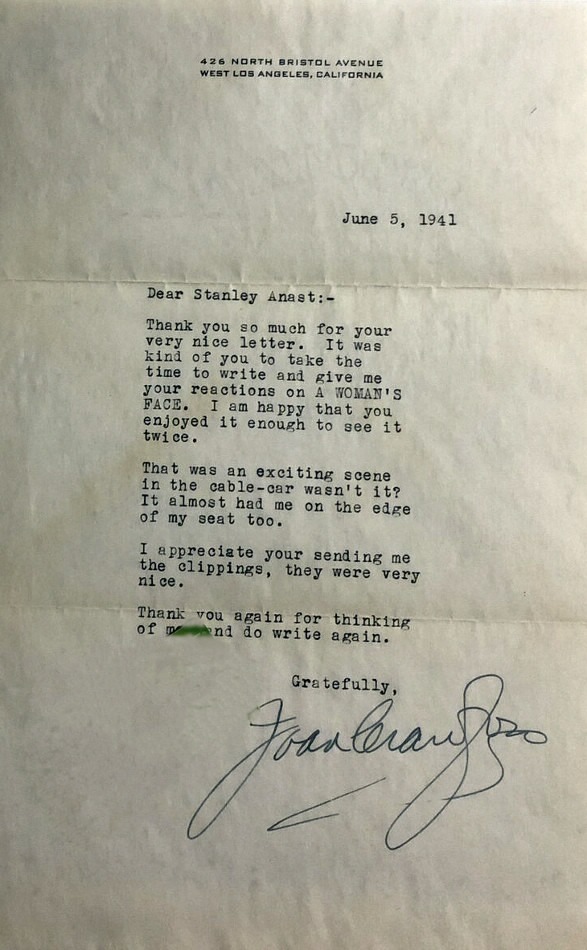 426 NORTH BRISTOL AVENUE
WEST LOS ANGELES, CALIFORNIA
June 5, 1941
Dear Stanley Anast:-
Thank you so much for your
very nice letter. It was
kind of you to take the
time to write and give me
your reactions on A WOMAN'S
FACE. I am happy that you
enjoyed it enough to see it
twice.
That was an exciting scene
in the cable-car wasn't it?
It almost had me on the edge
of my seat too.
I appreciate your sending me
the clippings, they were very
nice.
Thank you again for thinking
of do write again.
Gratefully,
Joan Crawford